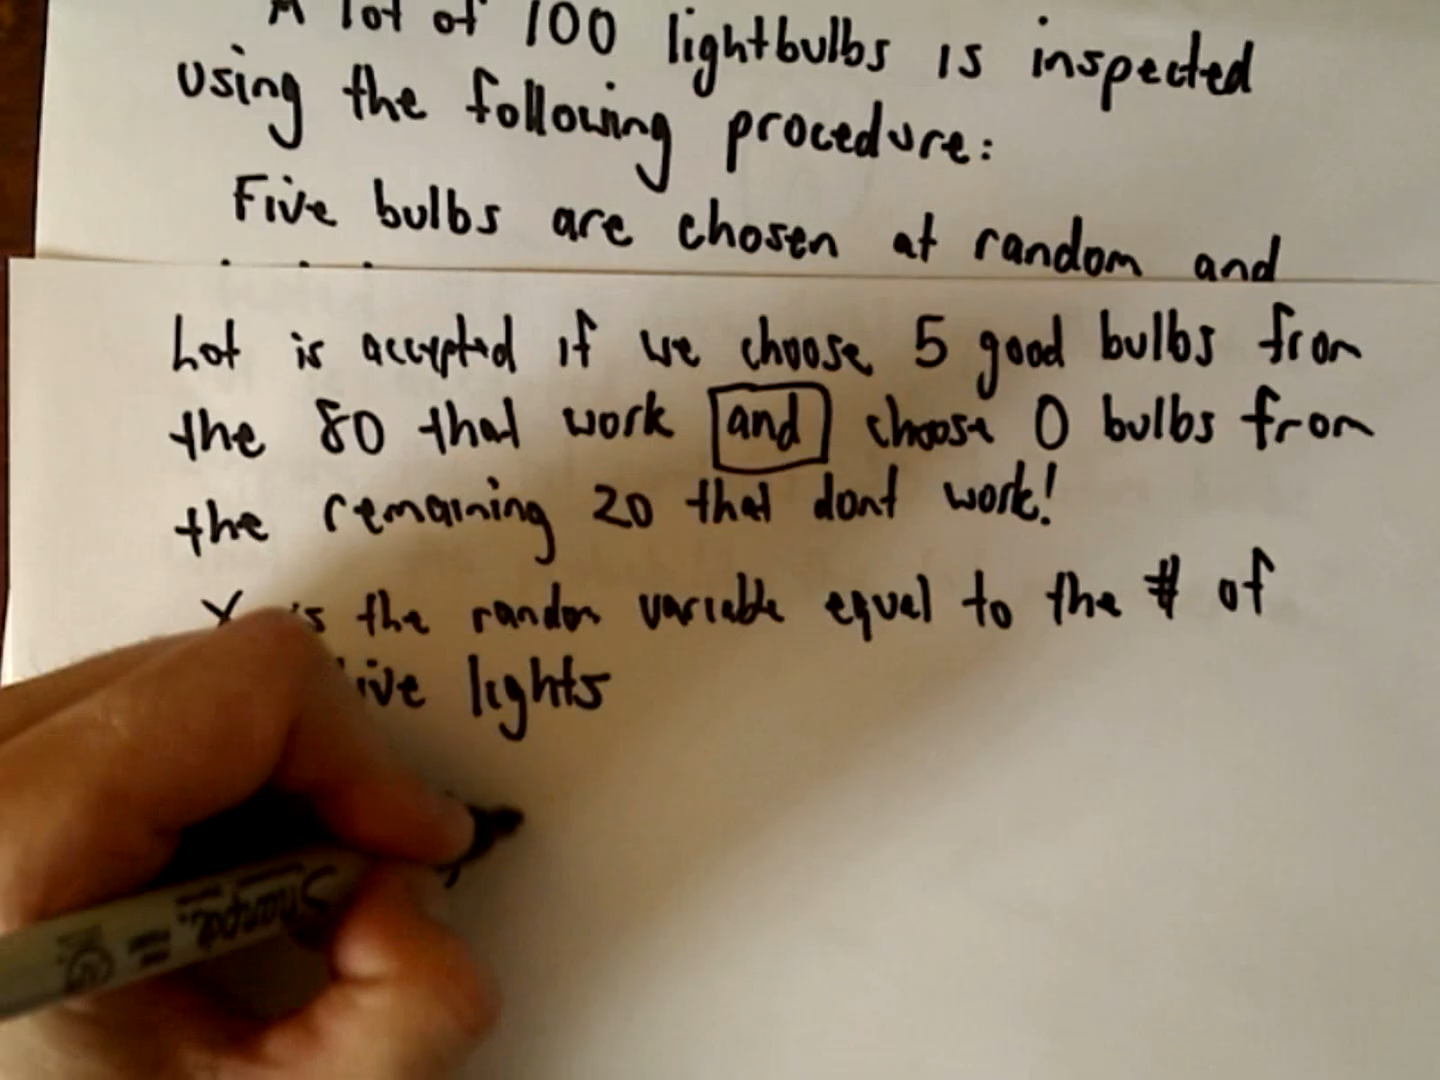 A lot of 100 lightbulbs is inspected
using the following procedure:
Five bulbs are chosen at random and
Lot is accepted if we choose 5 good bulbs from
the 80 that work and choose 0 bulbs from
the remaining 20 that dont work!
X is the random variable equal to the # of
lights
Sharpie